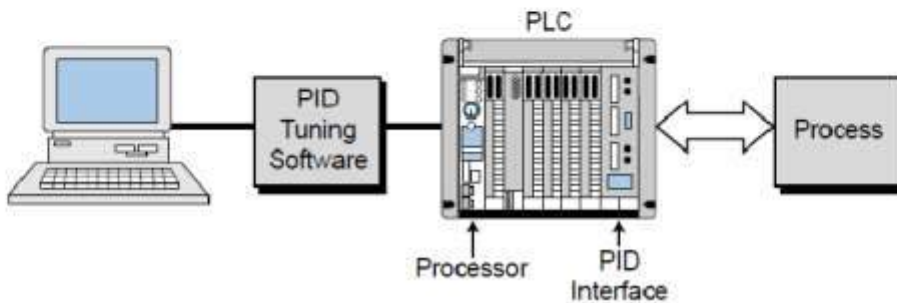 PLC
PID
Tuning
Software
Process
Processor
PID
Interface